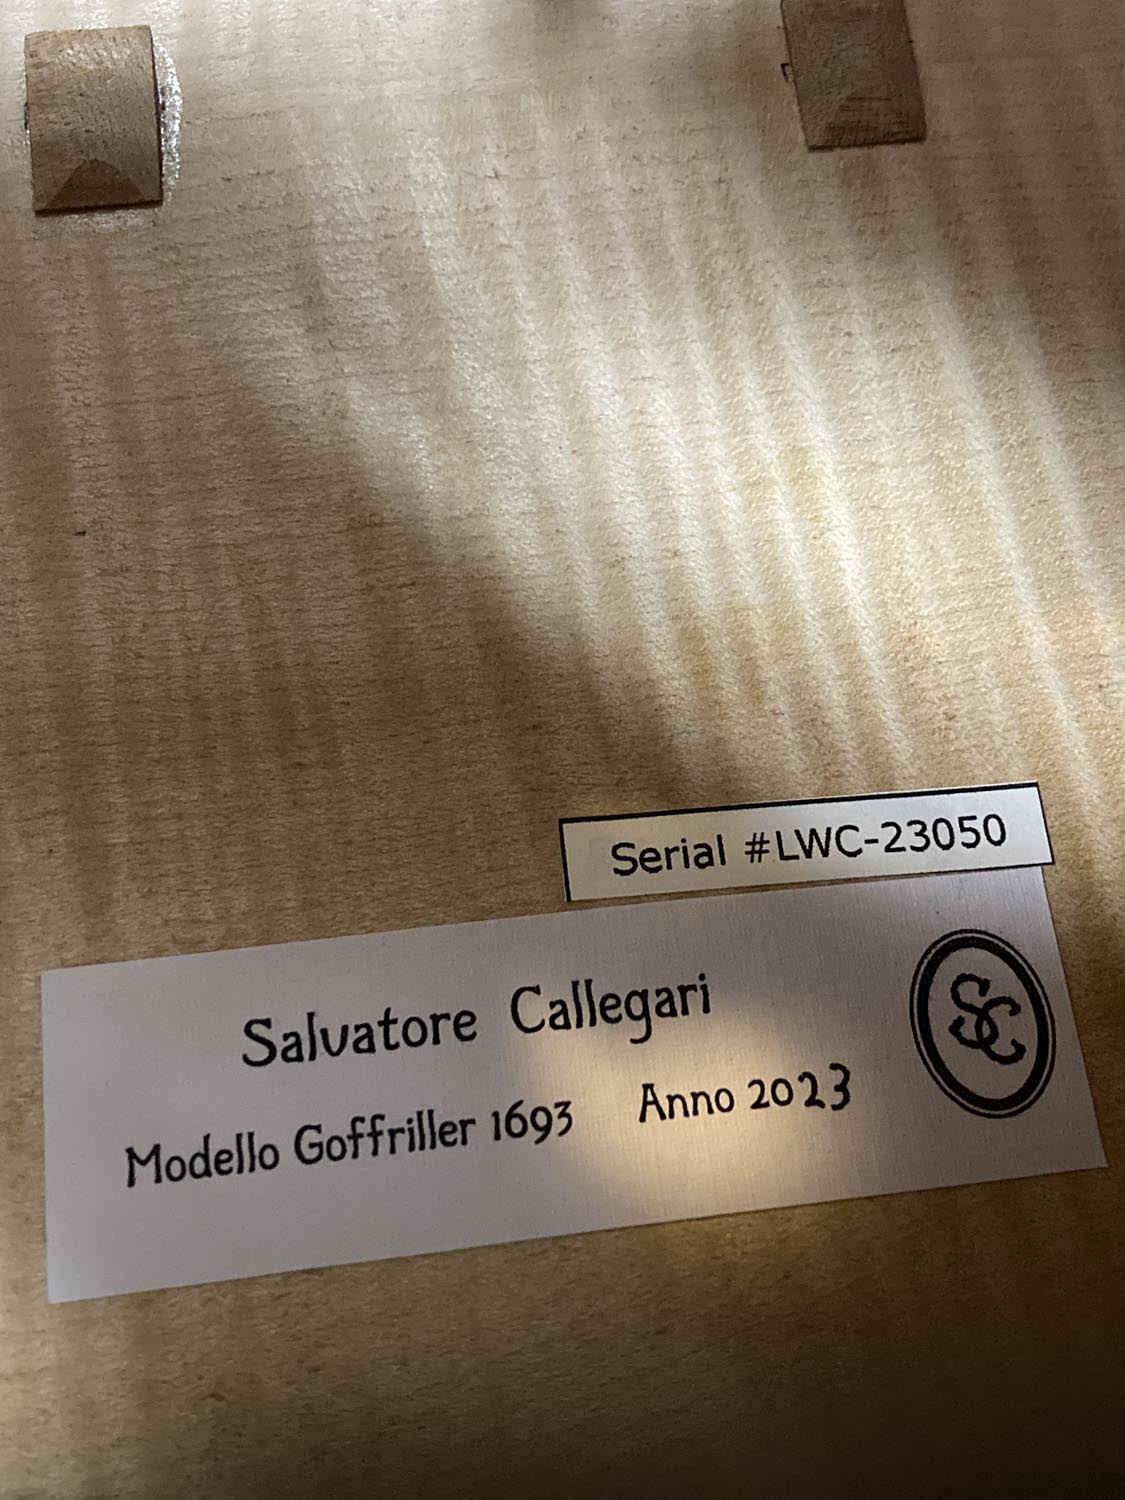 Serial #LWC-23050
Salvatore Callegari
Modello Goffriller 1693 Anno 2023
SC